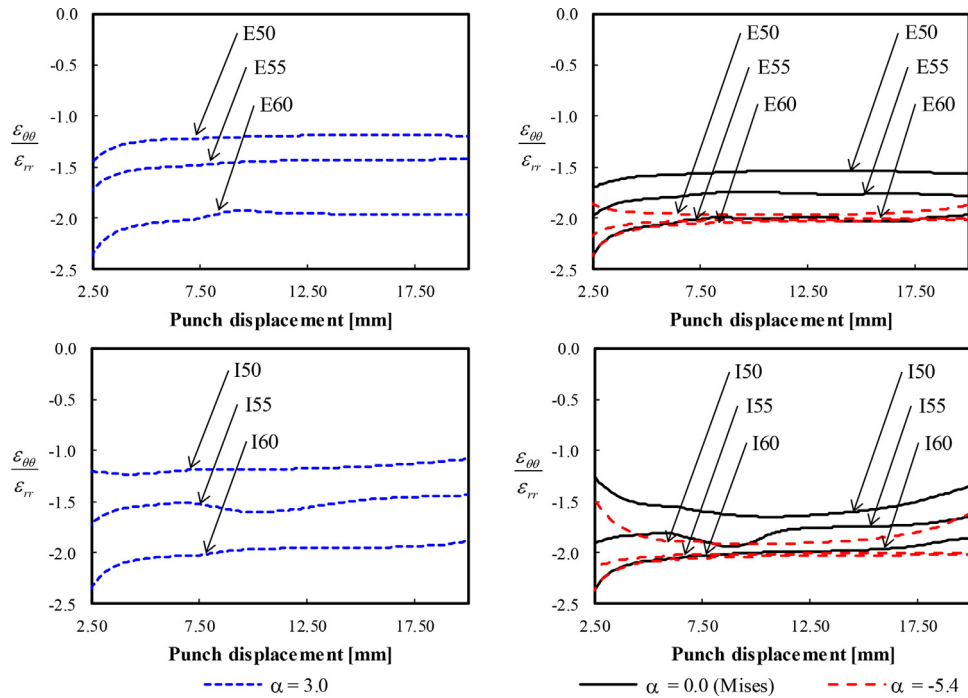 0.0
-0.5
-1.0
-1.5
-2.0
-2.5
εθθ
εrr
E50
E55
E60
2.50 7.50 12.50 17.50
Punch displacement [mm]
0.0
-0.5
-1.0
-1.5
-2.0
-2.5
εθθ
εrr
E50 E50
E55 E55
E60 E60
2.50 7.50 12.50 17.50
Punch displacement [mm]
0.0
-0.5
-1.0
-1.5
-2.0
-2.5
εθθ
εrr
I50
I55
I60
2.50 7.50 12.50 17.50
Punch displacement [mm]
0.0
-0.5
-1.0
-1.5
-2.0
-2.5
εθθ
εrr
I50 I50
I55 I55
I60 I60
2.50 7.50 12.50 17.50
Punch displacement [mm]
α = 3.0 α = 0.0 (Mises) α = -5.4